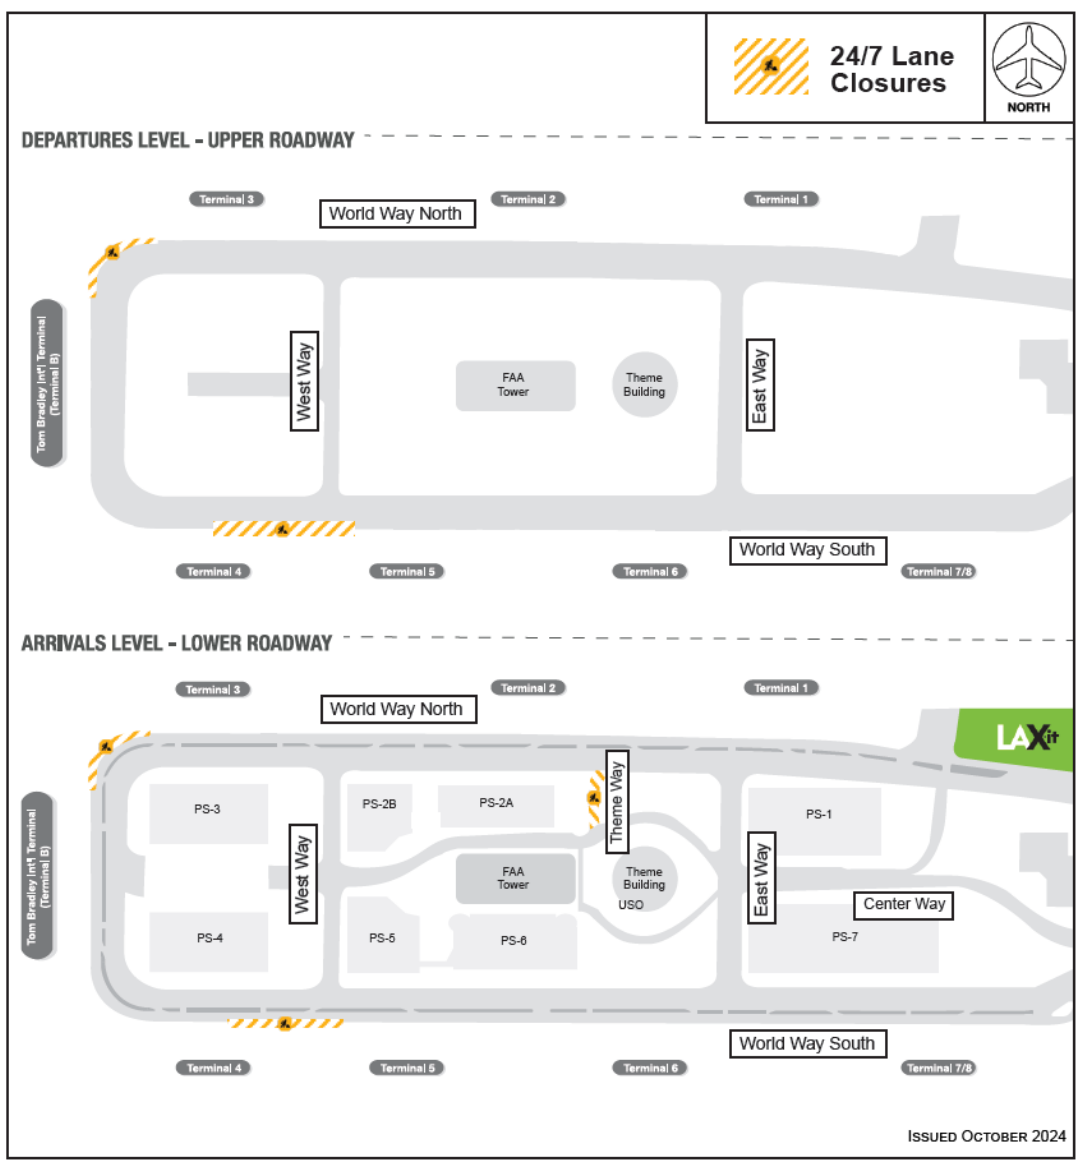 24/7 Lane
Closures
NORTH
DEPARTURES LEVEL - UPPER ROADWAY
Terminal 3
World Way North
Terminal 2
Terminal 1
Tom Bradley Int'l Terminal
(Terminal B)
West Way
FAA
Tower
Theme
Building
East Way
World Way South
Terminal 4
Terminal 5
Terminal 6
Terminal 7/8
ARRIVALS LEVEL - LOWER ROADWAY
Terminal 3
World Way North
Terminal 2
Terminal 1
LAXit
Theme Way
PS-3
PS-2B
PS-2A
PS-1
Tom Bradley Int'l Terminal
(Terminal B)
West Way
FAA
Tower
Theme
Building
USO
East Way
Center Way
PS-4
PS-5
PS-6
PS-7
World Way South
Terminal 4
Terminal 5
Terminal 6
Terminal 7/8
ISSUED OCTOBER 2024